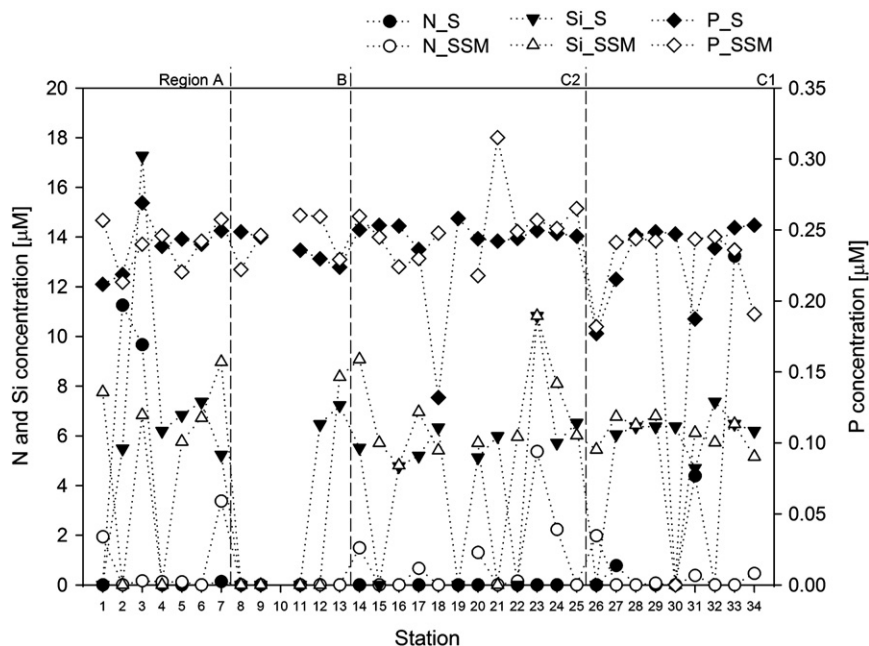 N_S Si_S P_S
N_SSM Si_SSM P_SSM
Region A B C2 C1
20 0.35
18
16 0.30
14 0.25
12 0.20
10
8 0.15
6 0.10
4
2 0.05
0 0.00
N and Si concentration [µM]
P concentration [µM]
1 2 3 4 5 6 7 8 9 10 11 12 13 14 15 16 17 18 19 20 21 22 23 24 25 26 27 28 29 30 31 32 33 34
Station